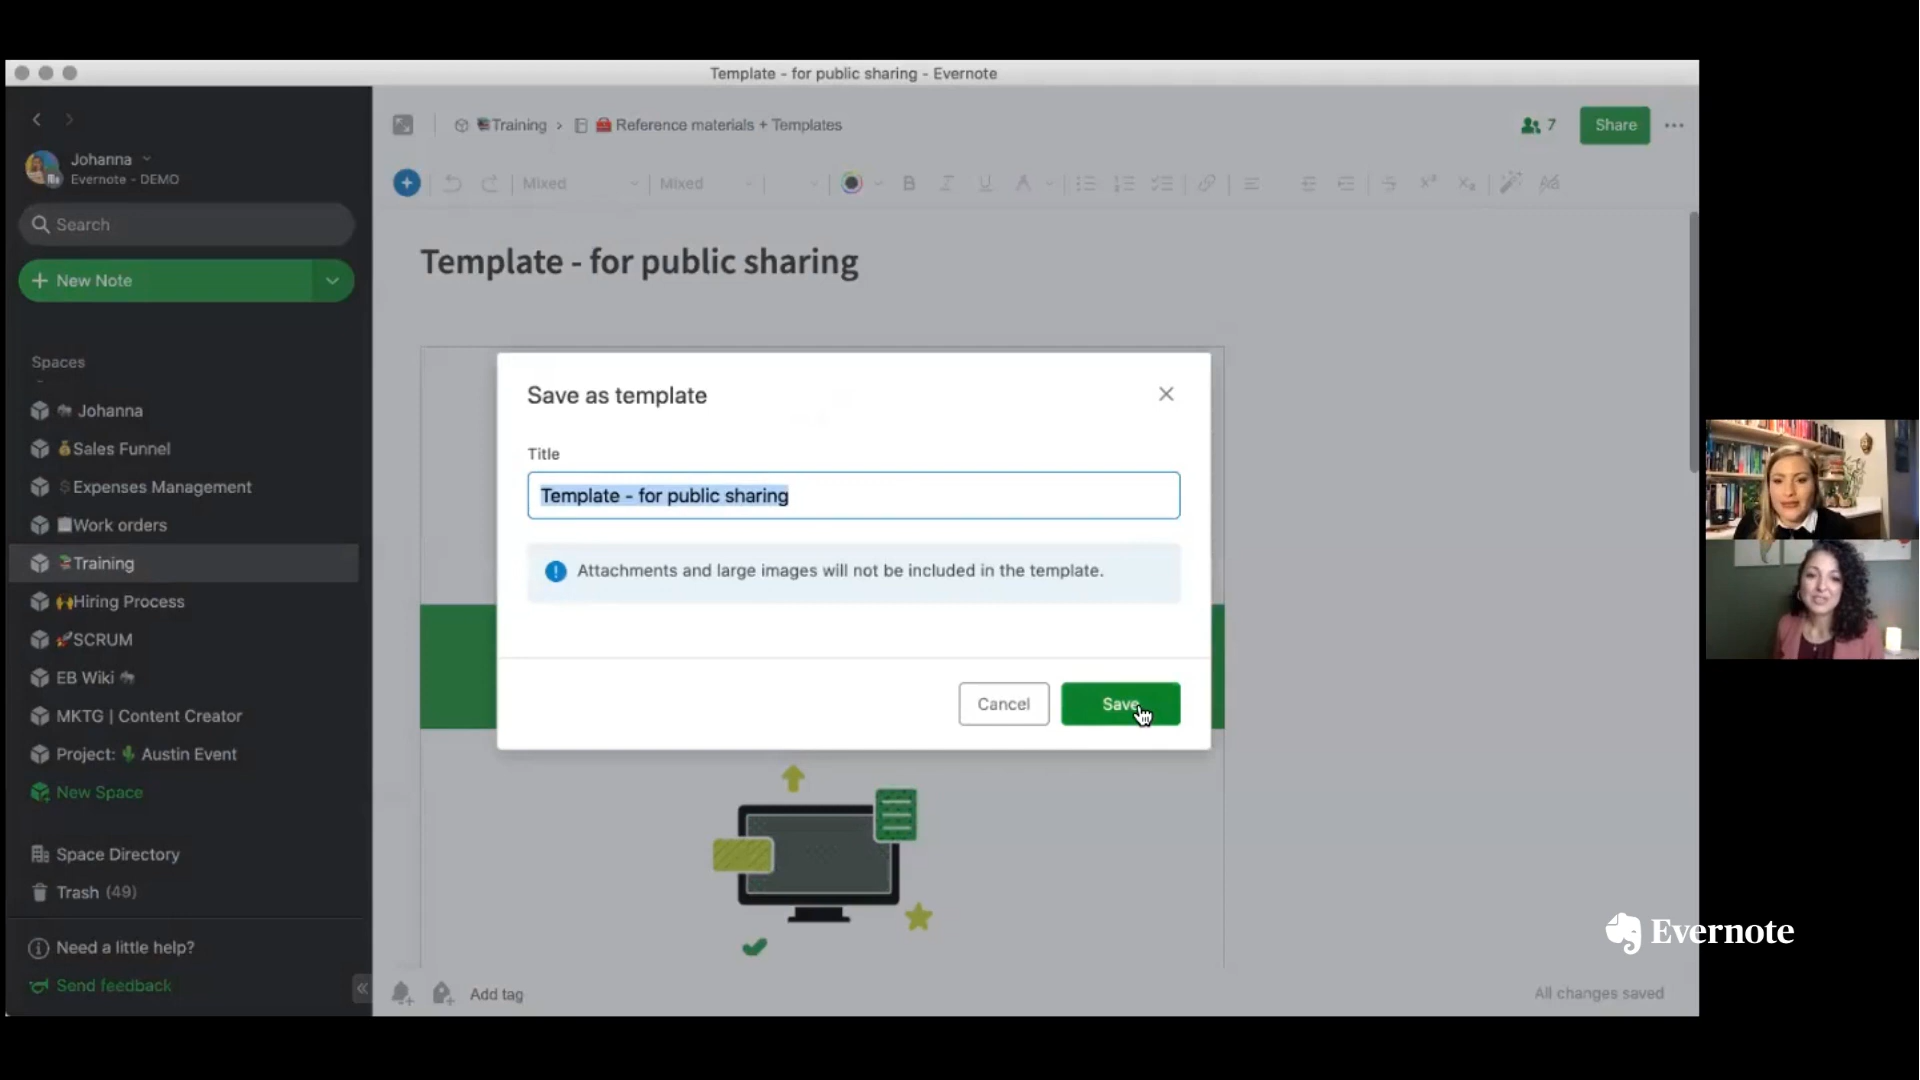 Template - for public sharing - Evernote
Johanna
Evernote - DEMO
Search
New Note
Spaces
Johanna
Sales Funnel
Expenses Management
Work orders
Training
Hiring Process
SCRUM
EB Wiki
MKTG | Content Creator
Project: Austin Event
New Space
Space Directory
Trash (49)
Need a little help?
Send feedback
Training > Reference materials + Templates
7
Share
Mixed
Mixed
Template - for public sharing
Save as template
Title
Template - for public sharing
Attachments and large images will not be included in the template.
Cancel
Save
Add tag
All changes saved
Evernote